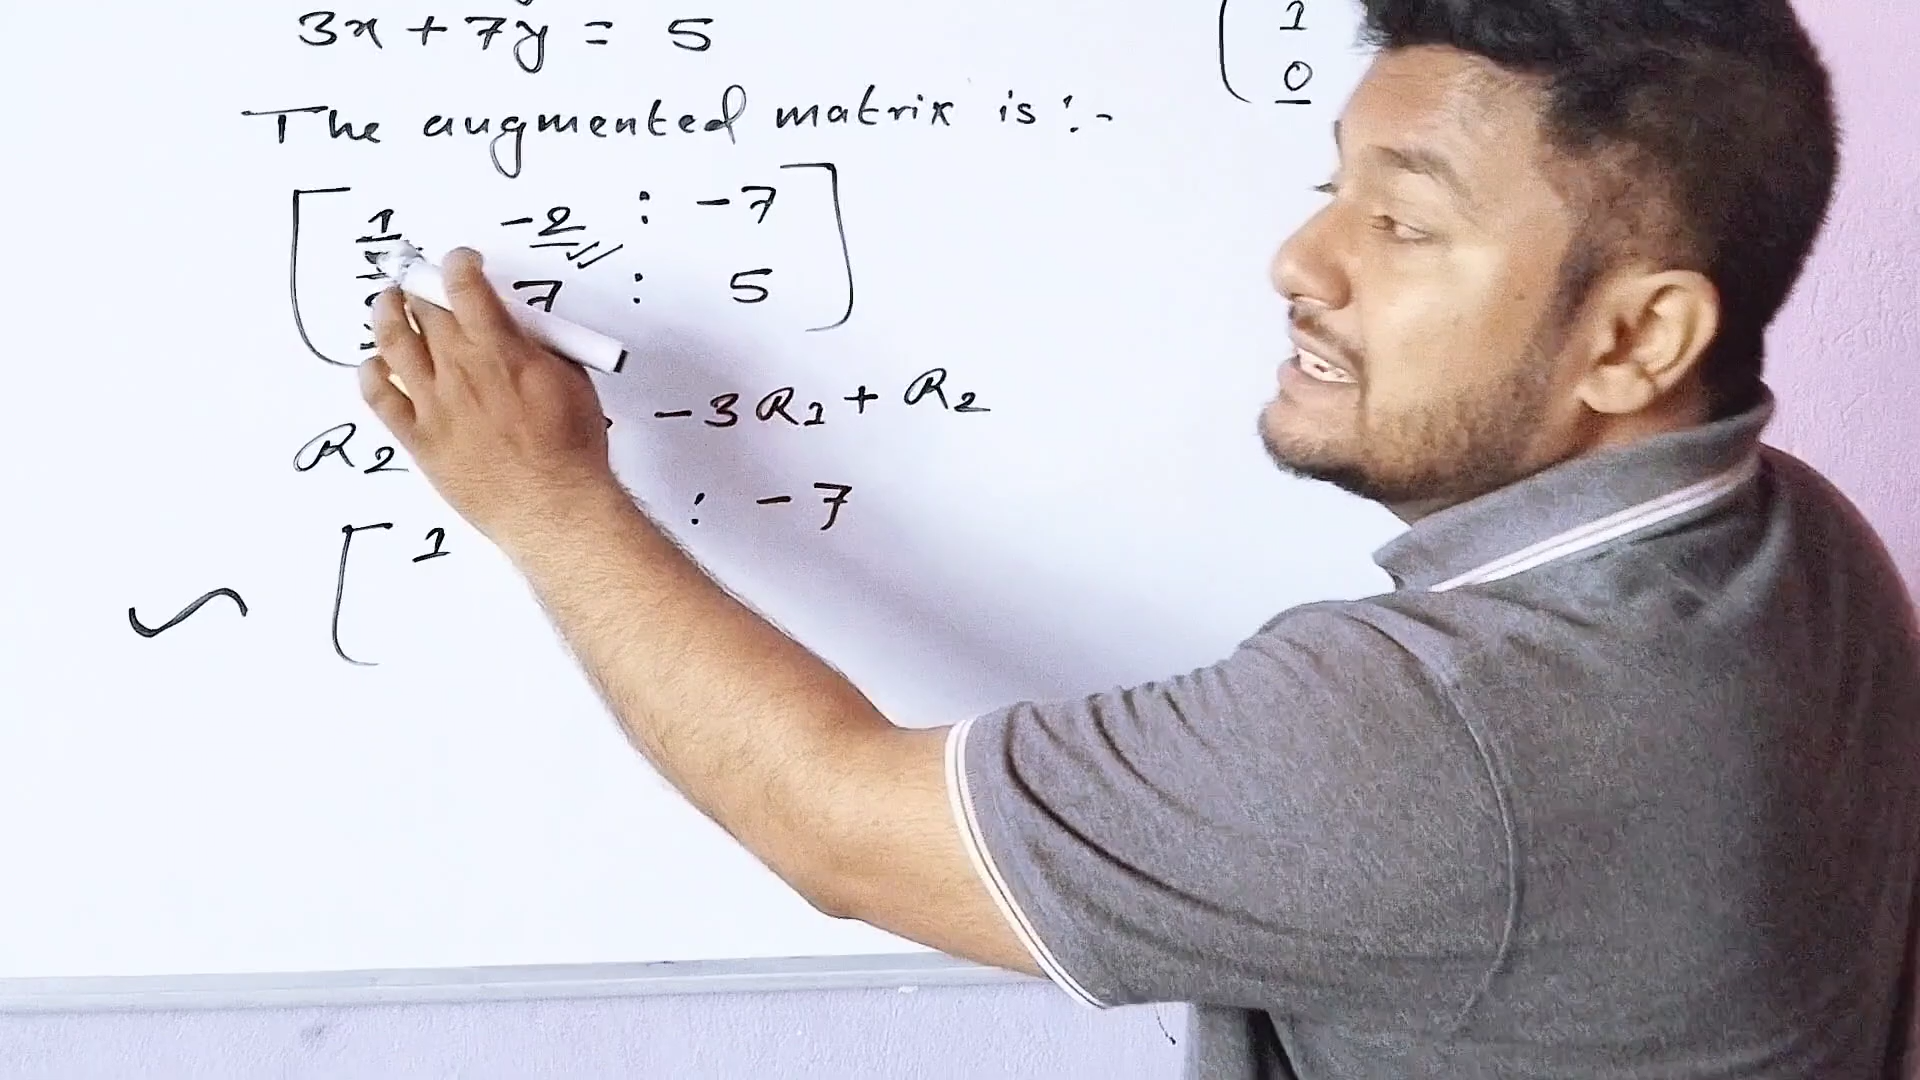 3x + 7y = 5
The augmented matrix is :-
1 -2 : -7
7 : 5
R2 -3R1 + R2
1 : -7
1
0